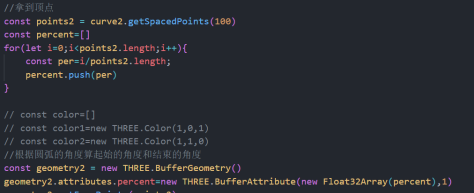 //拿到顶点
const points2 = curve2.getSpacedPoints(100)
const percent=[]
for(let i=0;i<points2.length;i++){
const per=i/points2.length;
percent.push(per)
}
// const color=[]
// const color1=new THREE.Color(1,0,1)
// const color2=new THREE.Color(1,1,0)
//根据圆弧的角度算起始的角度和结束的角度
const geometry2 = new THREE.BufferGeometry()
geometry2.attributes.percent=new THREE.BufferAttribute(new Float32Array(percent),1)